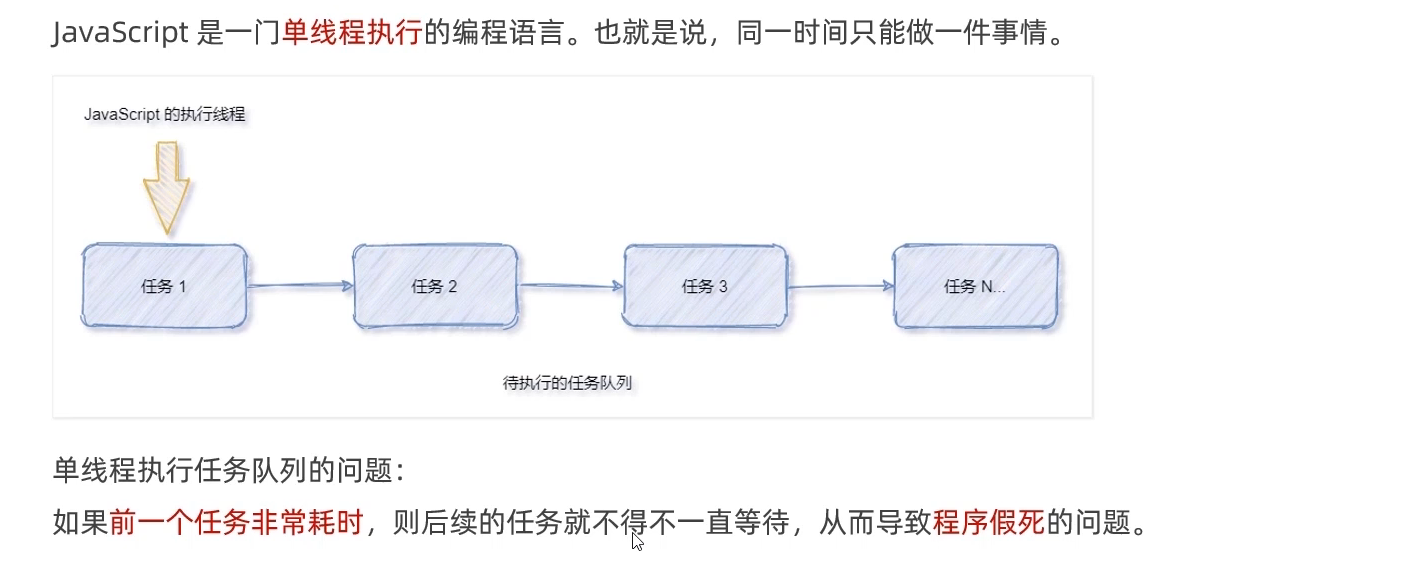 JavaScript 是一门单线程执行的编程语言。也就是说，同一时间只能做一件事情。
JavaScript 的执行线程
任务 1
任务 2
任务 3
任务 N...
待执行的任务队列
单线程执行任务队列的问题：
如果前一个任务非常耗时，则后续的任务就不得不一直等待，从而导致程序假死的问题。